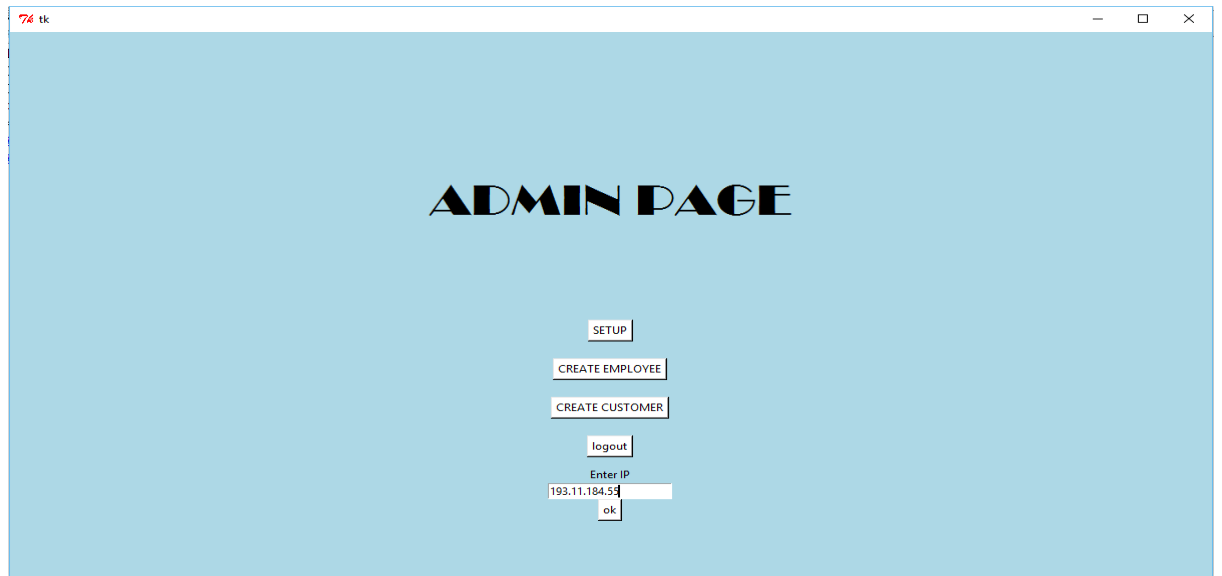 tk
ADMIN PAGE
SETUP
CREATE EMPLOYEE
CREATE CUSTOMER
logout
Enter IP
193.11.184.55
ok